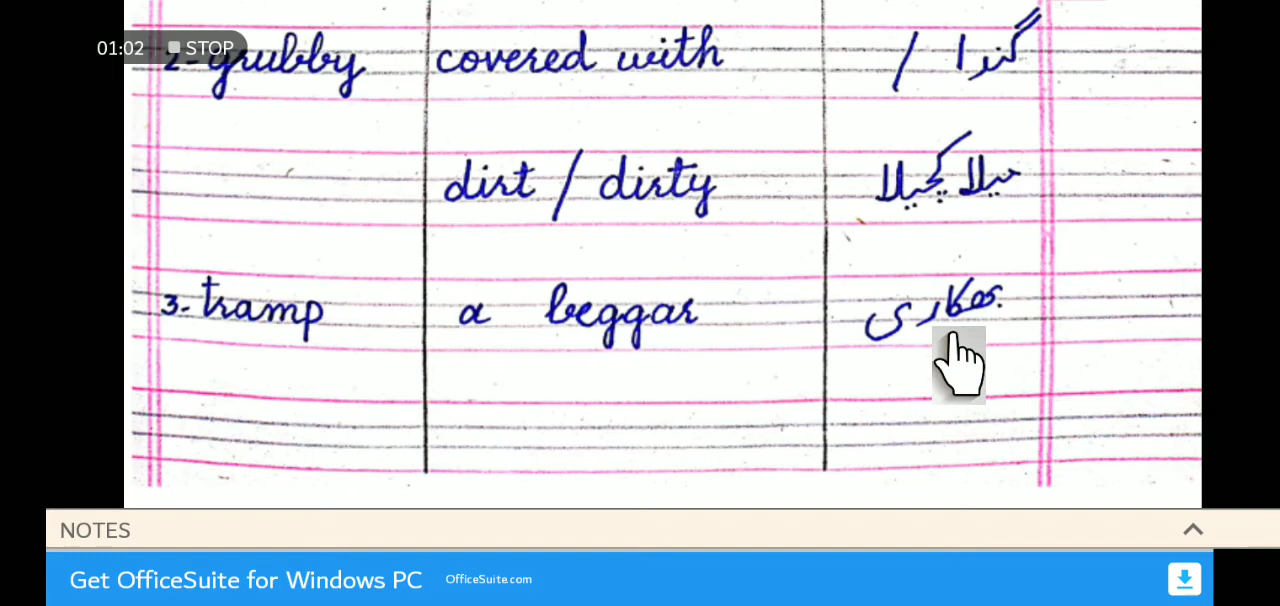 01:02 STOP
2- grubby covered with گندا /
dirt / dirty میلا کچیلا
3- tramp a beggar بھکاری
NOTES
Get OfficeSuite for Windows PC OfficeSuite.com